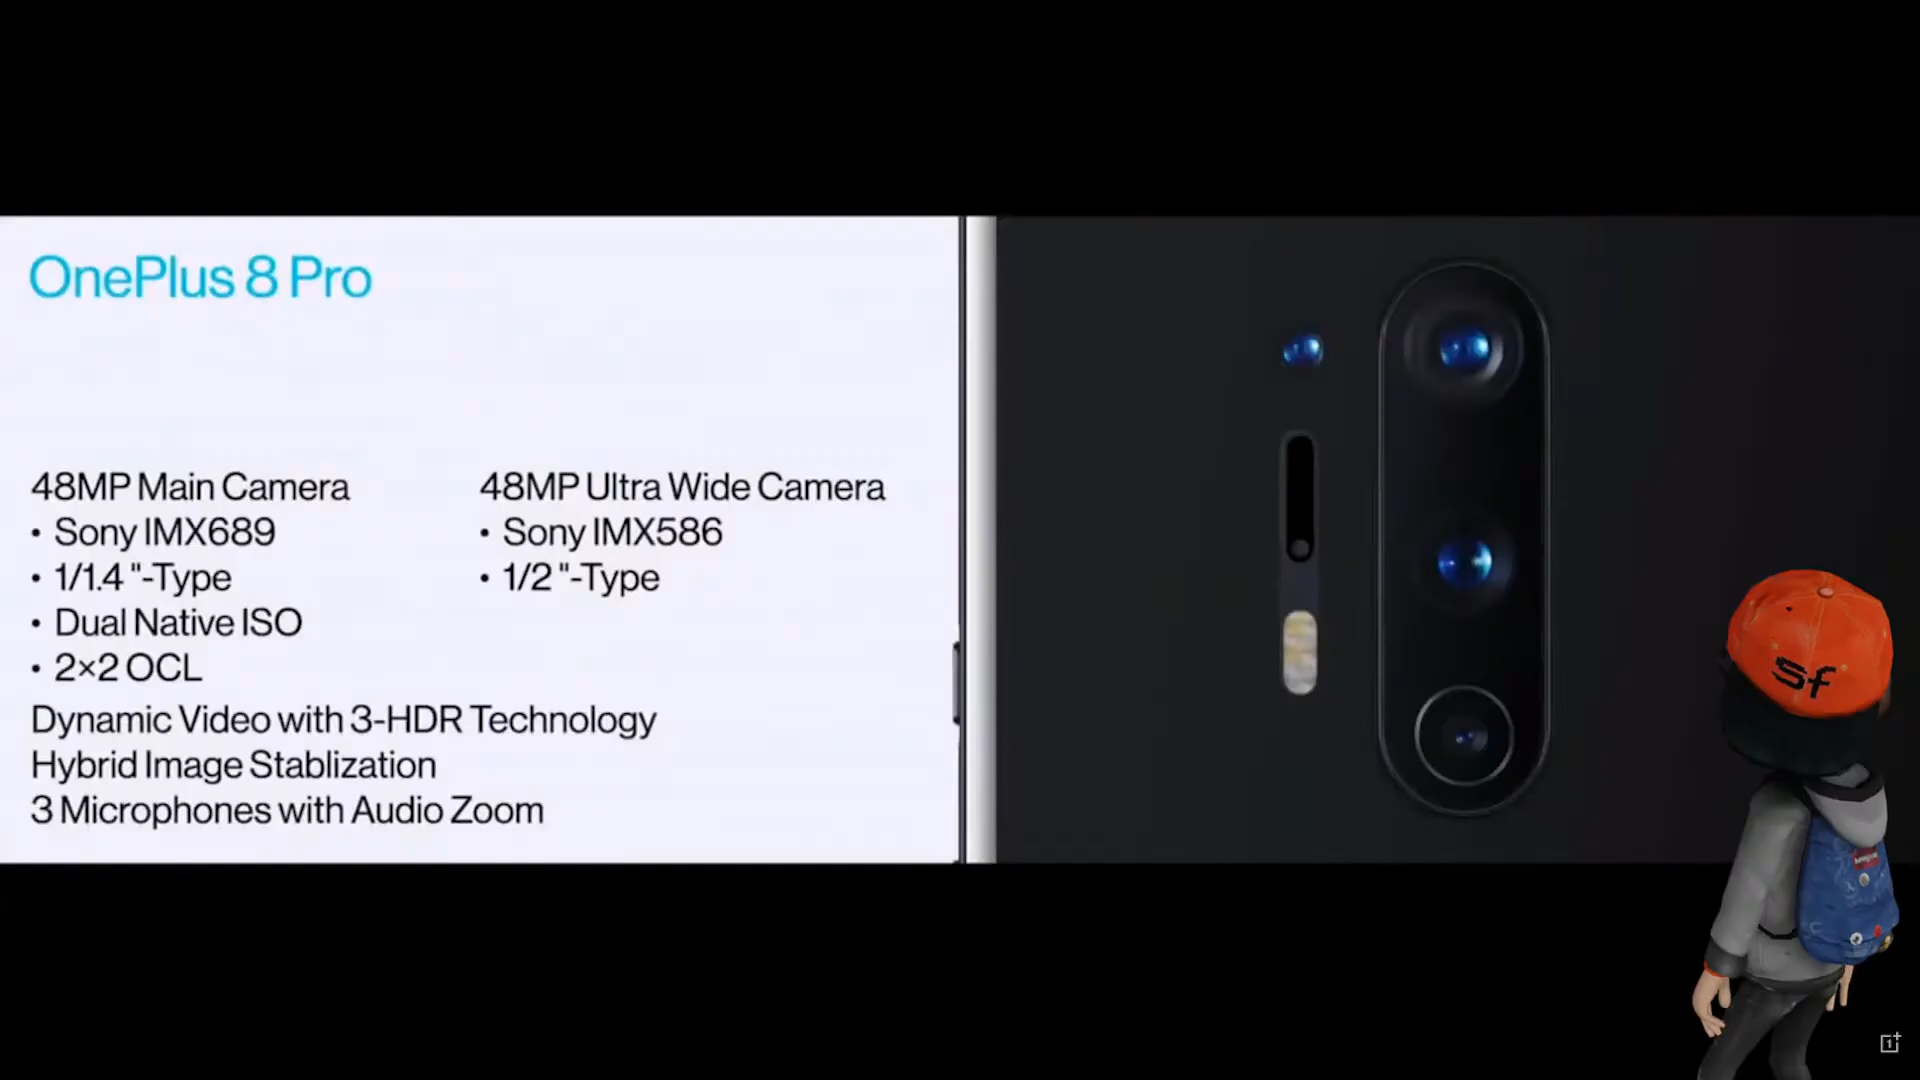 OnePlus 8 Pro
48MP Main Camera
• Sony IMX689
• 1/1.4 "-Type
• Dual Native ISO
• 2×2 OCL
48MP Ultra Wide Camera
• Sony IMX586
• 1/2 "-Type
Dynamic Video with 3-HDR Technology
Hybrid Image Stablization
3 Microphones with Audio Zoom
sf
1+